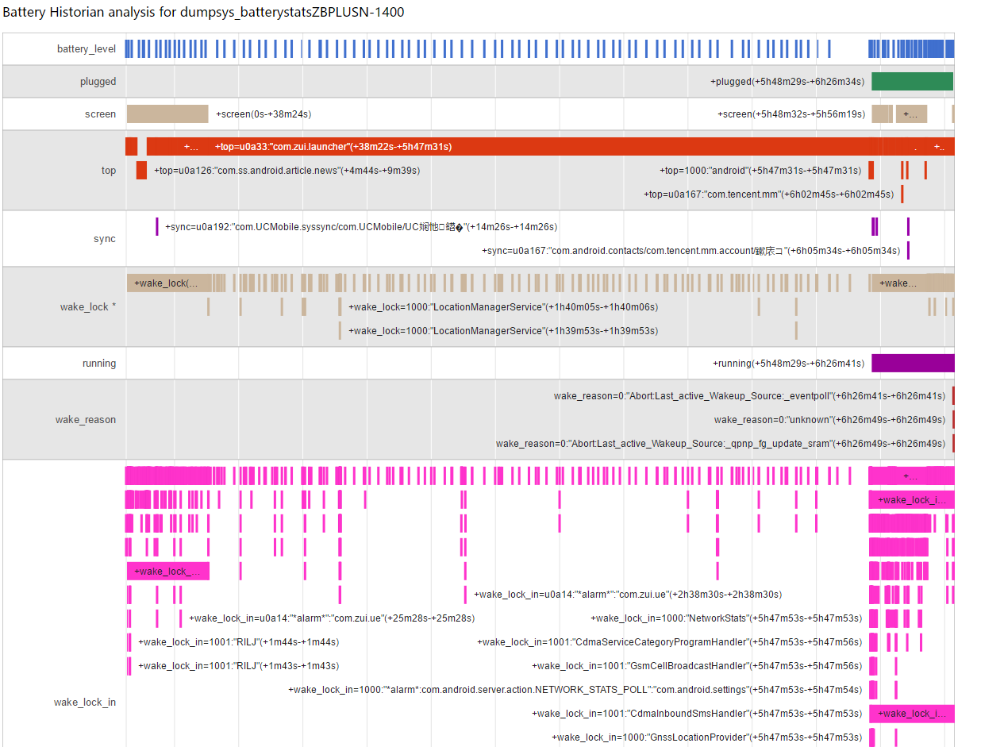 Battery Historian analysis for dumpsys_batterystatsZBPLUSN-1400
battery_level
plugged +plugged(+5h48m29s-+6h26m34s)
screen +screen(0s-+38m24s) +screen(+5h48m32s-+5h56m19s) +...
+... +top=u0a33:"com.zui.launcher"(+38m22s-+5h47m31s) . +..
top +top=u0a126:"com.ss.android.article.news"(+4m44s-+9m39s) +top=1000:"android"(+5h47m31s-+5h47m31s)
+top=u0a167:"com.tencent.mm"(+6h02m45s-+6h02m45s)
+sync=u0a192:"com.UCMobile.syssync/com.UCMobile/UC "(+14m26s-+14m26s)
sync
+sync=u0a167:"com.android.contacts/com.tencent.mm.account/ "(+6h05m34s-+6h05m34s)
+wake_lock(... +wake...
wake_lock * +wake_lock=1000:"LocationManagerService"(+1h40m05s-+1h40m06s)
+wake_lock=1000:"LocationManagerService"(+1h39m53s-+1h39m53s)
running +running(+5h48m29s-+6h26m41s)
wake_reason=0:"Abort:Last_active_Wakeup_Source:_eventpoll"(+6h26m41s-+6h26m41s)
wake_reason wake_reason=0:"unknown"(+6h26m49s-+6h26m49s)
wake_reason=0:"Abort:Last_active_Wakeup_Source:_qpnp_fg_update_sram"(+6h26m49s-+6h26m49s)
+...
+wake_lock_i...
+wake_lock_...
+wake_lock_in=u0a14:"*alarm*":"com.zui.ue"(+2h38m30s-+2h38m30s)
+wake_lock_in=u0a14:"*alarm*":"com.zui.ue"(+25m28s-+25m28s) +wake_lock_in=1000:"NetworkStats"(+5h47m53s-+5h47m53s)
+wake_lock_in=1001:"RILJ"(+1m44s-+1m44s) +wake_lock_in=1001:"CdmaServiceCategoryProgramHandler"(+5h47m53s-+5h47m56s)
+wake_lock_in=1001:"RILJ"(+1m43s-+1m43s) +wake_lock_in=1001:"GsmCellBroadcastHandler"(+5h47m53s-+5h47m56s)
+wake_lock_in=1000:"*alarm*:com.android.server.action.NETWORK_STATS_POLL":"com.android.settings"(+5h47m53s-+5h47m54s)
wake_lock_in
+wake_lock_in=1001:"CdmaInboundSmsHandler"(+5h47m53s-+5h47m53s) +wake_lock_i...
+wake_lock_in=1000:"GnssLocationProvider"(+5h47m53s-+5h47m53s)